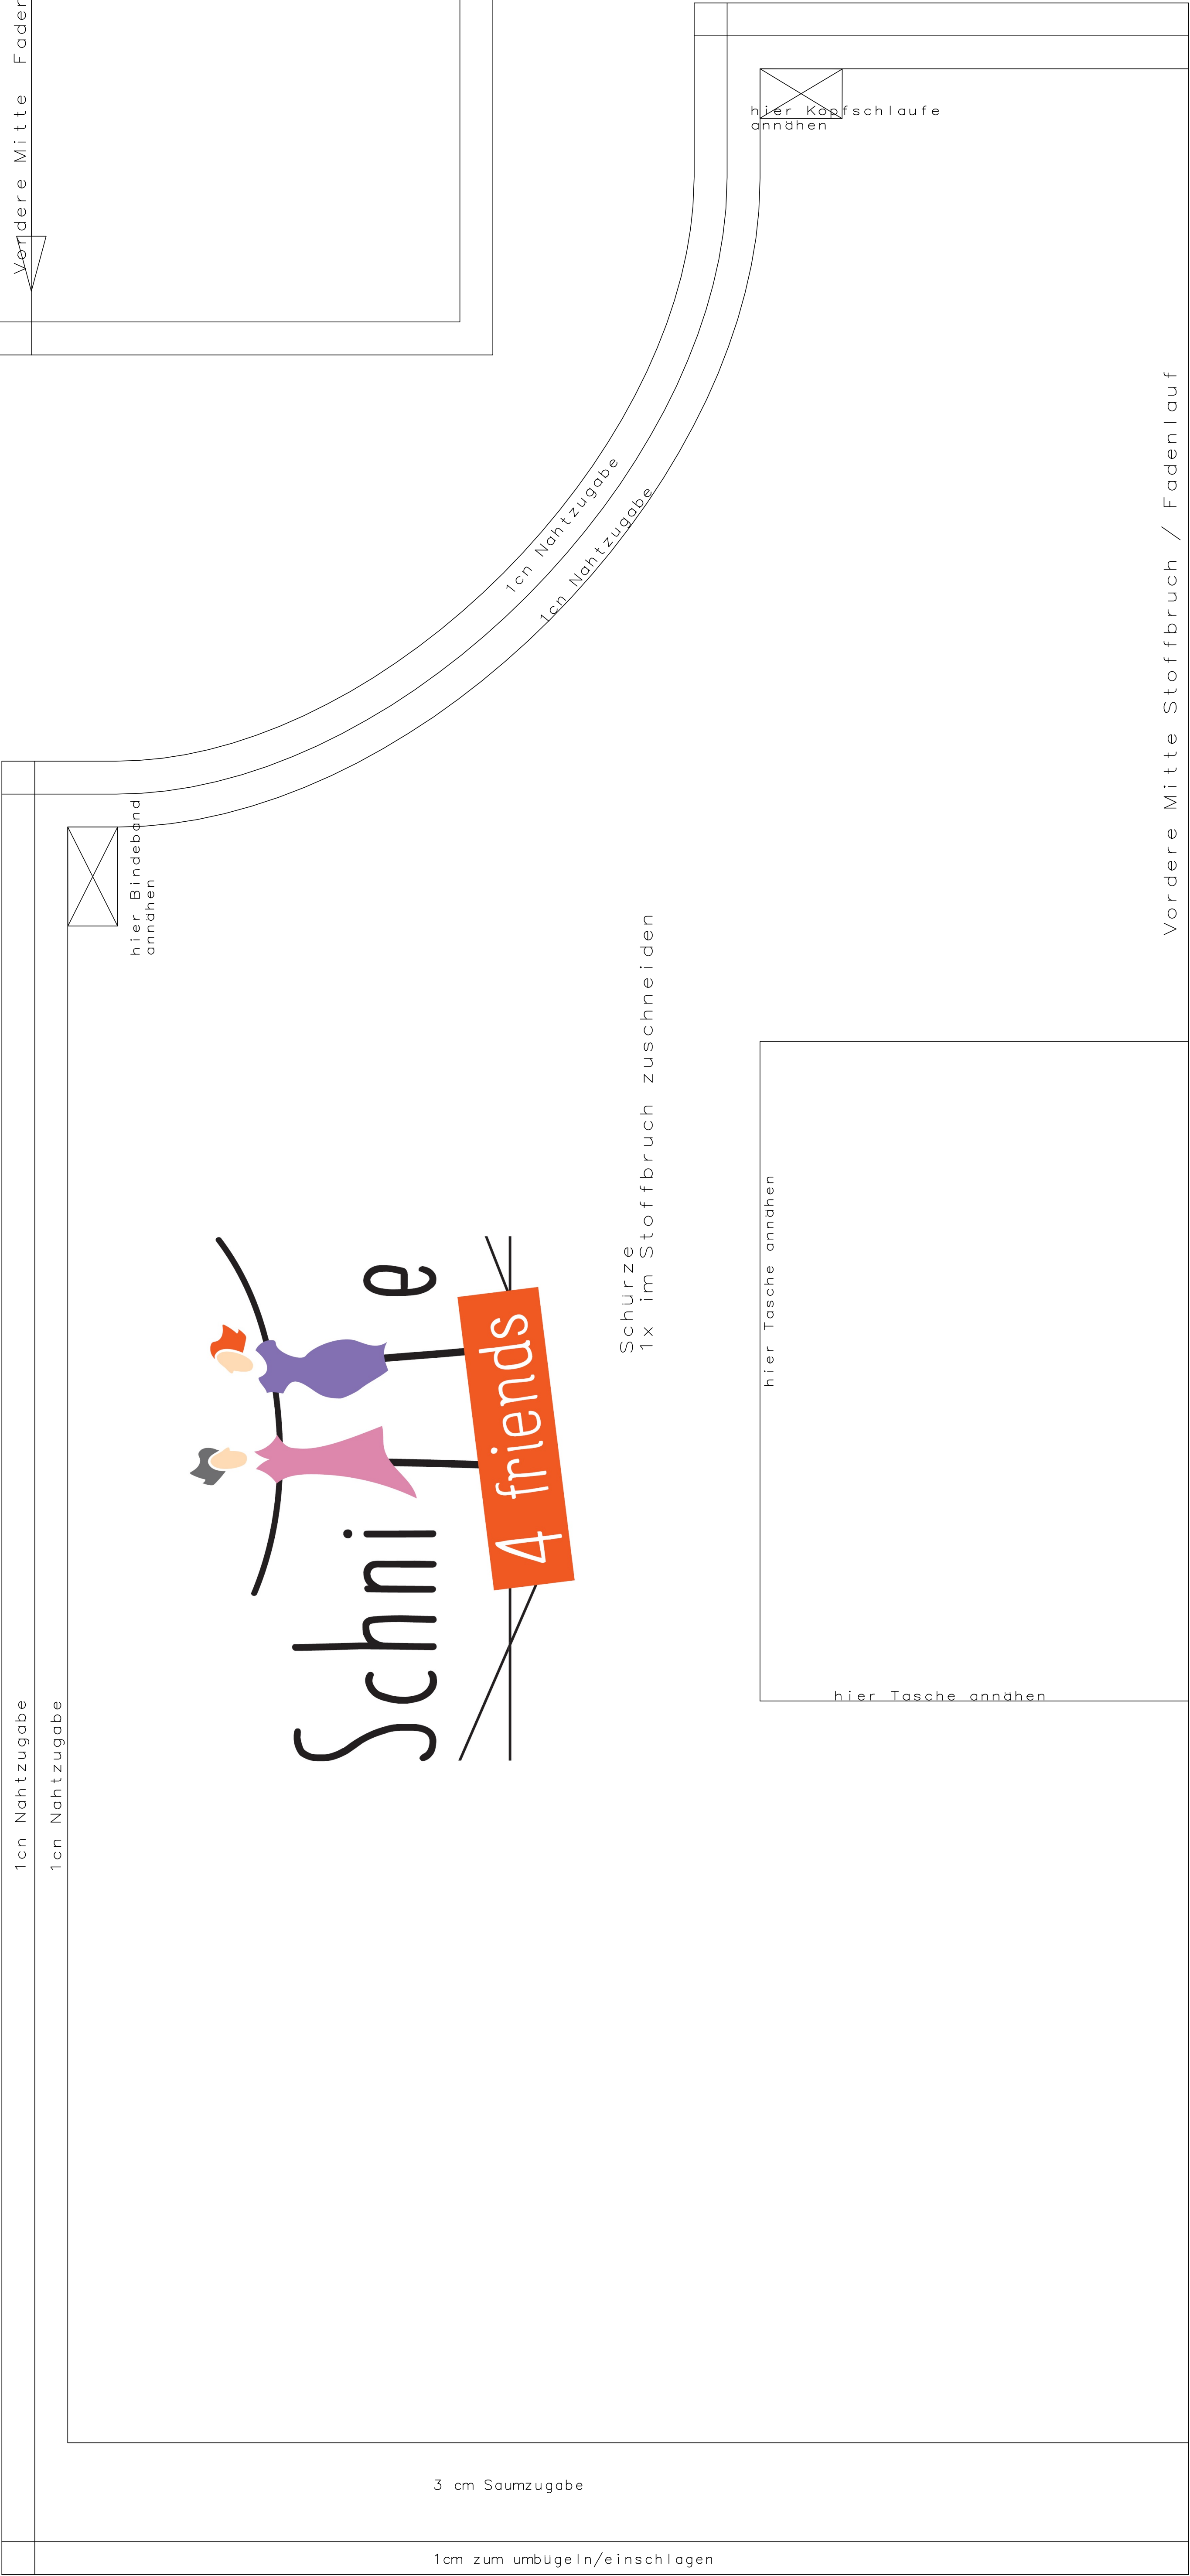 Vordere Mitte Faden
hier Kopfschlaufe
annähen
Vordere Mitte Stoffbruch / Fadenlauf
1cn Nahtzugabe
1cn Nahtzugabe
hier Bindeband
annähen
Schürze
1x im Stoffbruch zuschneiden
hier Tasche annähen
hier Tasche annähen
Schni e
4 friends
1cn Nahtzugabe
1cn Nahtzugabe
3 cm Saumzugabe
1cm zum umbügeln/einschlagen